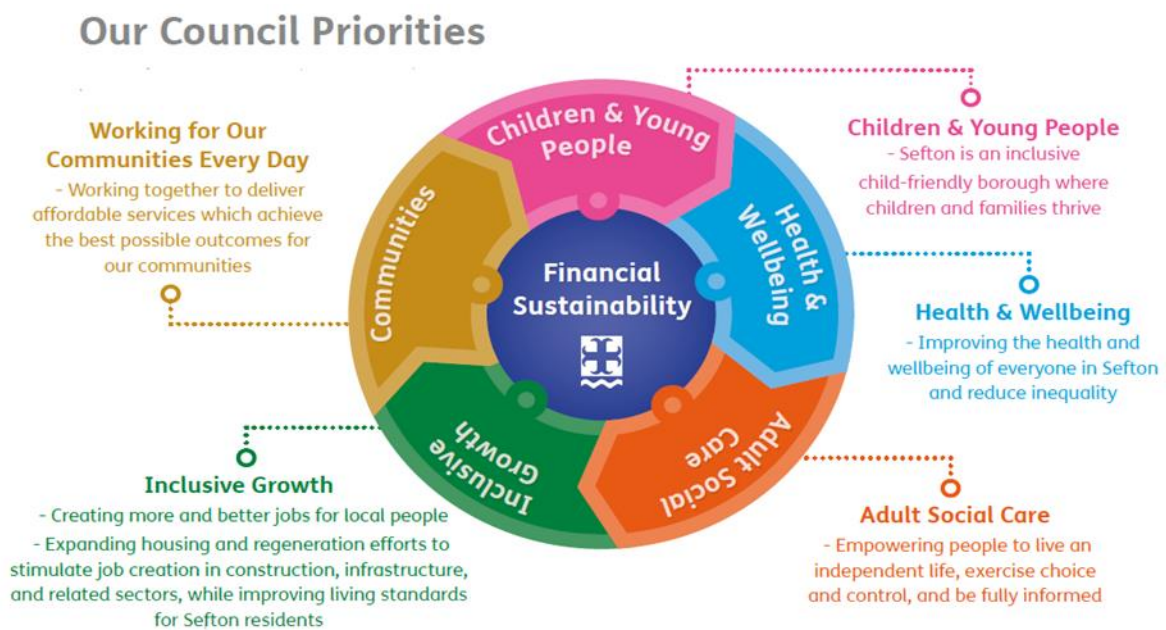 Our Council Priorities
Working for Our
Communities Every Day
- Working together to deliver
affordable services which achieve
the best possible outcomes for
our communities
Children & Young
People
Health &
Wellbeing
Adult Social
Care
Inclusive
Growth
Communities
Financial
Sustainability
Children & Young People
- Sefton is an inclusive
child-friendly borough where
children and families thrive
Health & Wellbeing
- Improving the health and
wellbeing of everyone in Sefton
and reduce inequality
Adult Social Care
- Empowering people to live an
independent life, exercise choice
and control, and be fully informed
Inclusive Growth
- Creating more and better jobs for local people
- Expanding housing and regeneration efforts to
stimulate job creation in construction, infrastructure,
and related sectors, while improving living standards
for Sefton residents